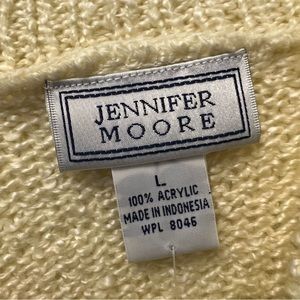 JENNIFER
MOORE
L
100% ACRYLIC
MADE IN INDONESIA
WPL 8046